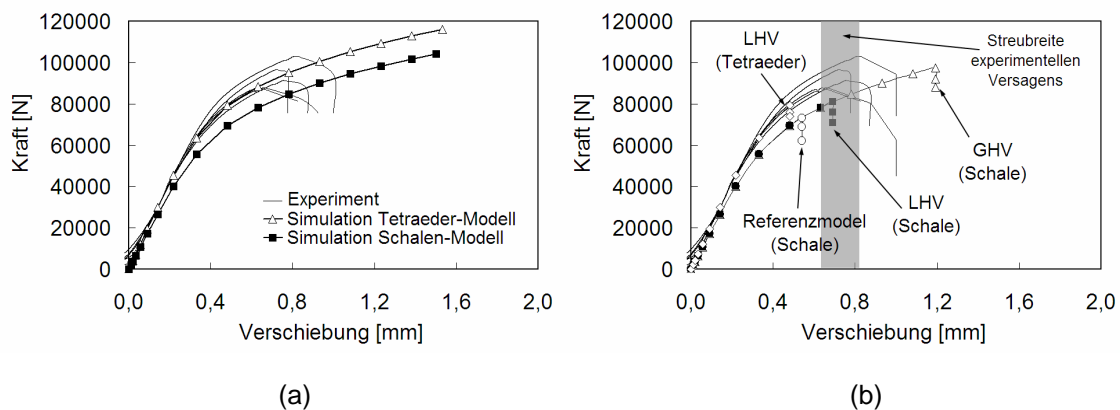 120000
100000
80000
60000
40000
20000
0
Kraft [N]
0,0
0,4
0,8
1,2
1,6
2,0
Verschiebung [mm]
Experiment
Simulation Tetraeder-Modell
Simulation Schalen-Modell
(a)
120000
100000
80000
60000
40000
20000
0
Kraft [N]
0,0
0,4
0,8
1,2
1,6
2,0
Verschiebung [mm]
LHV
(Tetraeder)
Streubreite
experimentellen
Versagens
GHV
(Schale)
LHV
(Schale)
Referenzmodel
(Schale)
(b)